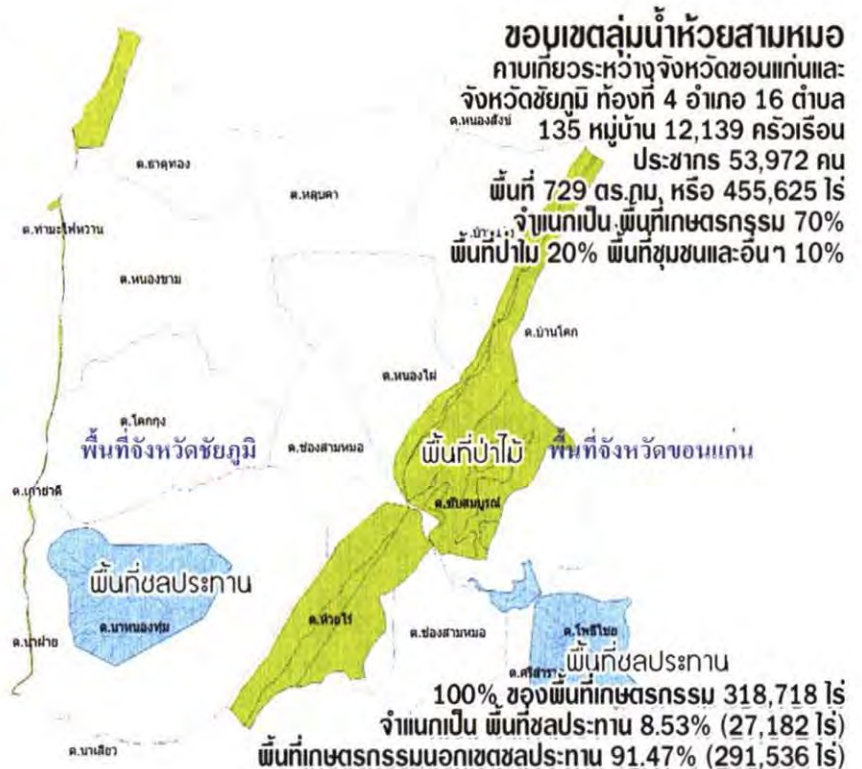 ขอบเขตลุ่มน้ำห้วยสามหมอ
คาบเกี่ยวระหว่างจังหวัดขอนแก่นและ
จังหวัดชัยภูมิ ท้องที่ 4 อำเภอ 16 ตำบล
ต.หนองสังข์
135 หมู่บ้าน 12,139 ครัวเรือน
ประชากร 53,972 คน
ต.ธาตุทอง
ต.หลุบคา
พื้นที่ 729 ตร.กม. หรือ 455,625 ไร่
จำแนกเป็น พื้นที่เกษตรกรรม 70%
ต.ท่ามะไฟหวาน
พื้นที่ป่าไม้ 20% พื้นที่ชุมชนและอื่นๆ 10%
ต.หนองขาม
ต.บ้านโคก
ต.หนองไผ่
ต.โคกกุง
พื้นที่จังหวัดชัยภูมิ
ต.ช่องสามหมอ
พื้นที่ป่าไม้
พื้นที่จังหวัดขอนแก่น
ต.เก่าย่าดี
ต.ซับสมบูรณ์
พื้นที่ชลประทาน
ต.นาหนองทุ่ม
ต.ห้วยไร่
ต.ช่องสามหมอ
ต.โพธิ์ไชย
ต.นาฝาย
พื้นที่ชลประทาน
100% ของพื้นที่เกษตรกรรม 318,718 ไร่
จำแนกเป็น พื้นที่ชลประทาน 8.53% (27,182 ไร่)
ต.นาเสียว
พื้นที่เกษตรกรรมนอกเขตชลประทาน 91.47% (291,536 ไร่)